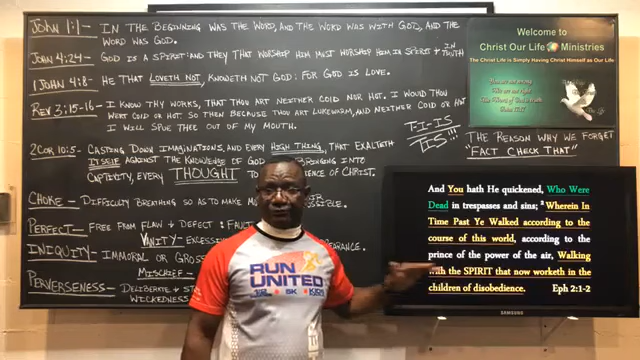 John 1:1 - In the beginning was the Word, and the Word was with God, and the
Word was God.
John 4:24 - God is a Spirit: and they that worship Him must worship Him in spirit + in
truth
1 John 4:8 - He that loveth not, knoweth not God: for God is love.
Rev 3:15-16 - I know thy works, that thou art neither cold nor hot. I would thou
wert cold or hot. So then because thou art lukewarm, and neither cold or hot
I will spue thee out of my mouth.
2Cor 10:5 - Casting down imaginations, and every high thing, that exalteth
itself against the knowledge of God bringing into
captivity, every thought to obedience of Christ.
Choke - Difficulty breathing so as to make
Perfect - Free from flaw + defect: 
Vanity - Excessive appearance.
Iniquity - Immoral or gross
Mischief -
Perverseness - Deliberate +
wickedness
T-I-IS
TIS!!!
Welcome to
Christ Our Life Ministries
The Christ Life is Simply Having Christ Himself as Our Life
The Reason Why We Forget
"Fact Check That"
And You hath He quickened, Who Were
Dead in trespasses and sins; 2 Wherein In
Time Past Ye Walked according to the
course of this world, according to the
prince of the power of the air, Walking
with the SPIRIT that now worketh in the
children of disobedience. Eph 2:1-2
SAMSUNG
RUN
UNITED
5K